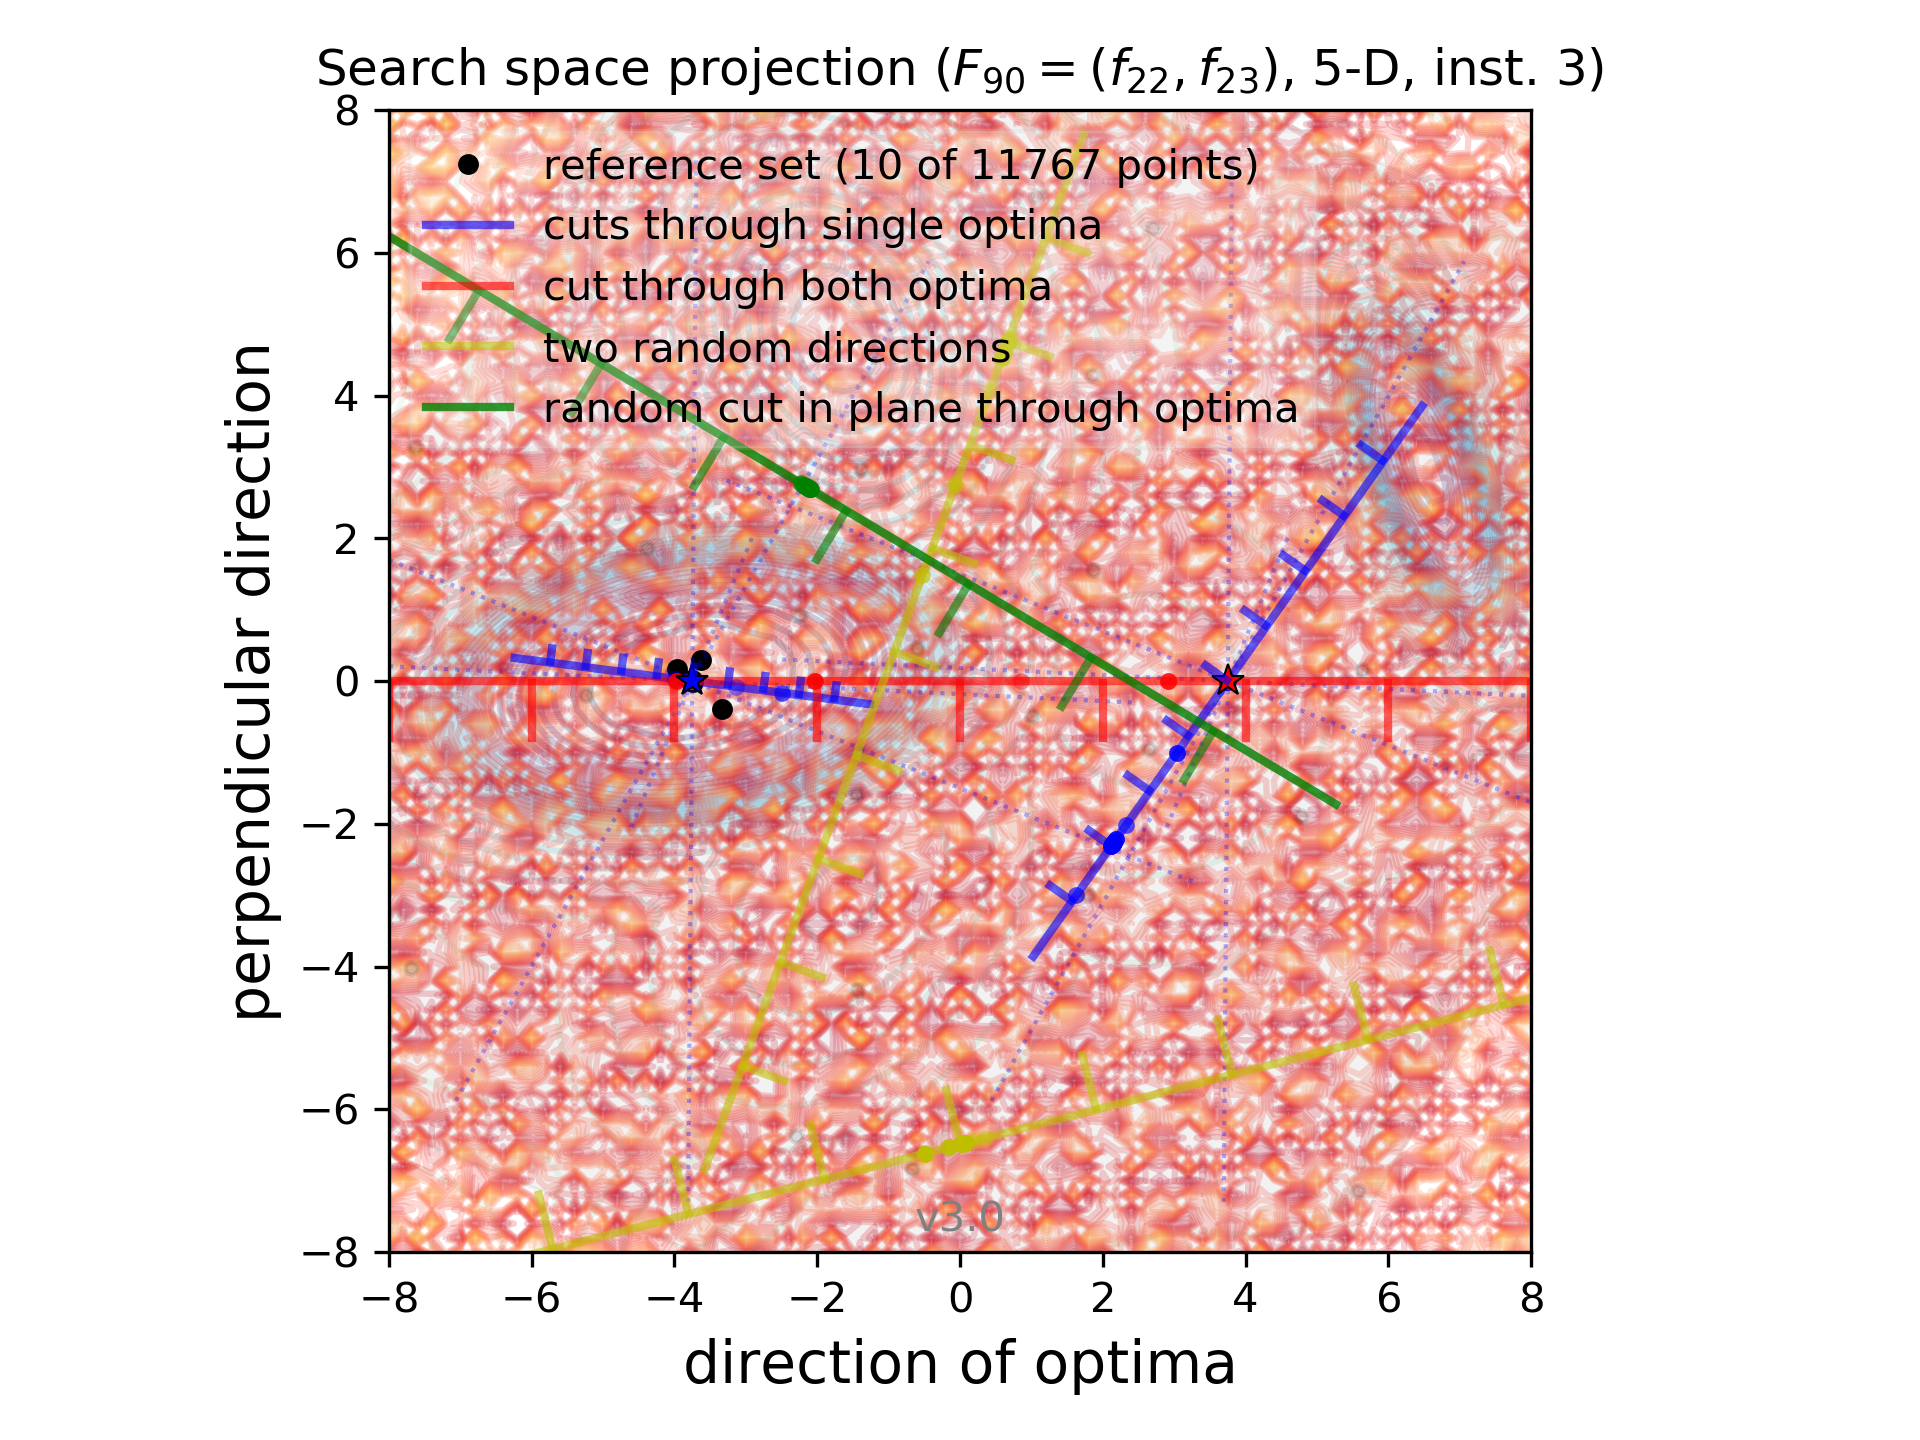 Search space projection (F₉₀ = (f₂₂, f₂₃), 5-D, inst. 3)
reference set (10 of 11767 points)
cuts through single optima
cut through both optima
two random directions
random cut in plane through optima
8
6
4
2
0
−2
−4
−6
−8
perpendicular direction
v3.0
−8 −6 −4 −2 0 2 4 6 8
direction of optima